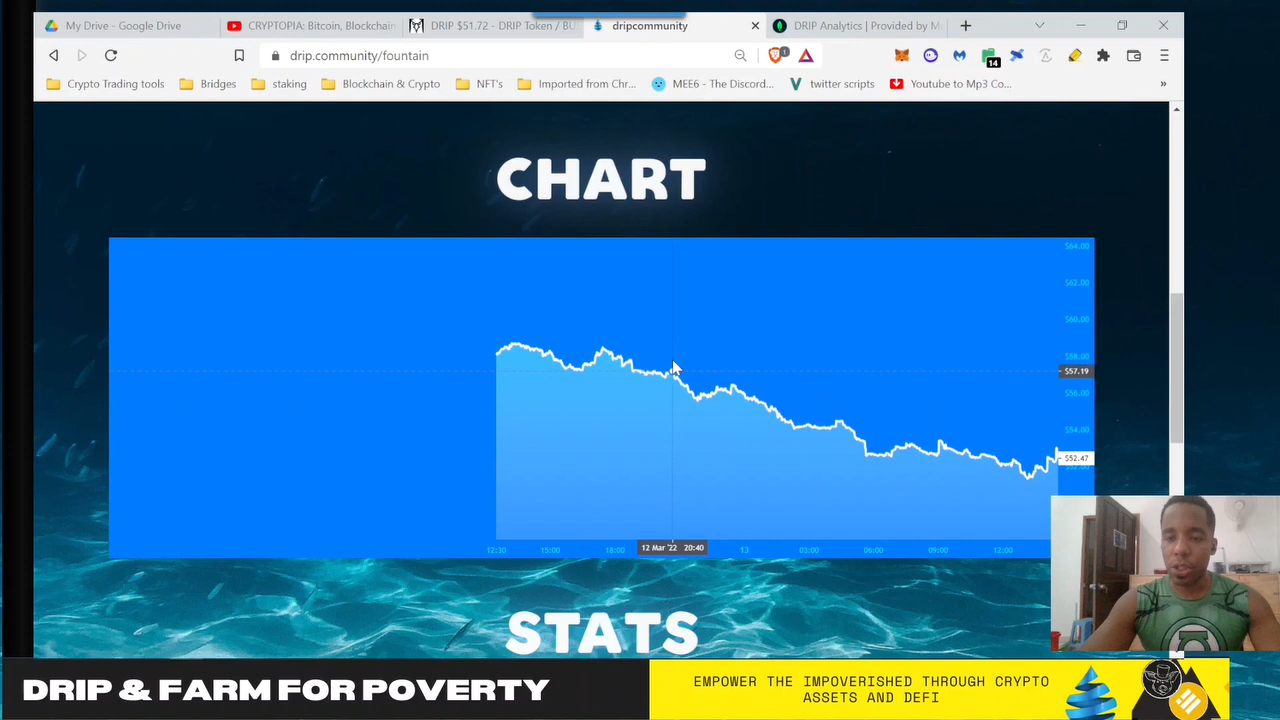 My Drive - Google Drive
CRYPTOPIA: Bitcoin, Blockchain
DRIP $51.72 - DRIP Token / BU
dripcommunity
DRIP Analytics | Provided by M
drip.community/fountain
1
14
Crypto Trading tools
Bridges
staking
Blockchain & Crypto
NFT's
Imported from Chr...
MEE6 - The Discord...
twitter scripts
Youtube to Mp3 Co...
»
CHART
$64.00
$62.00
$60.00
$58.00
$57.19
$56.00
$54.00
$52.47
12:30
15:00
18:00
12 Mar '22 20:40
13
03:00
06:00
09:00
12:00
STATS
DRIP & FARM FOR POVERTY
EMPOWER THE IMPOVERISHED THROUGH CRYPTO
ASSETS AND DEFI